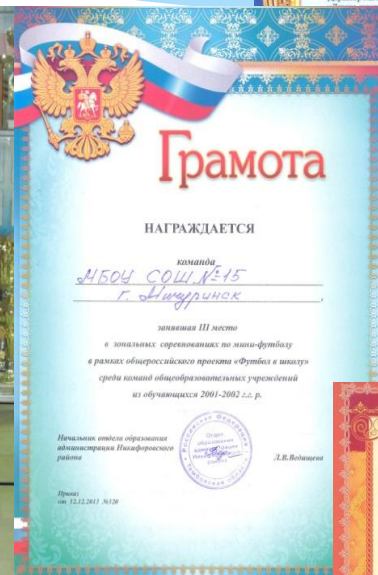 Грамота
НАГРАЖДАЕТСЯ
команда
МБОУ СОШ №15
г. Мичуринск
занявшая III место
в зональных соревнованиях по мини-футболу
в рамках общероссийского проекта «Футбол в школу»
среди команд общеобразовательных учреждений
из обучающихся 2001-2002 г.г. р.
Начальник отдела образования
администрации Никифоровского
района
Л.В.Ведищева
Приказ
от 12.12.2013 №320